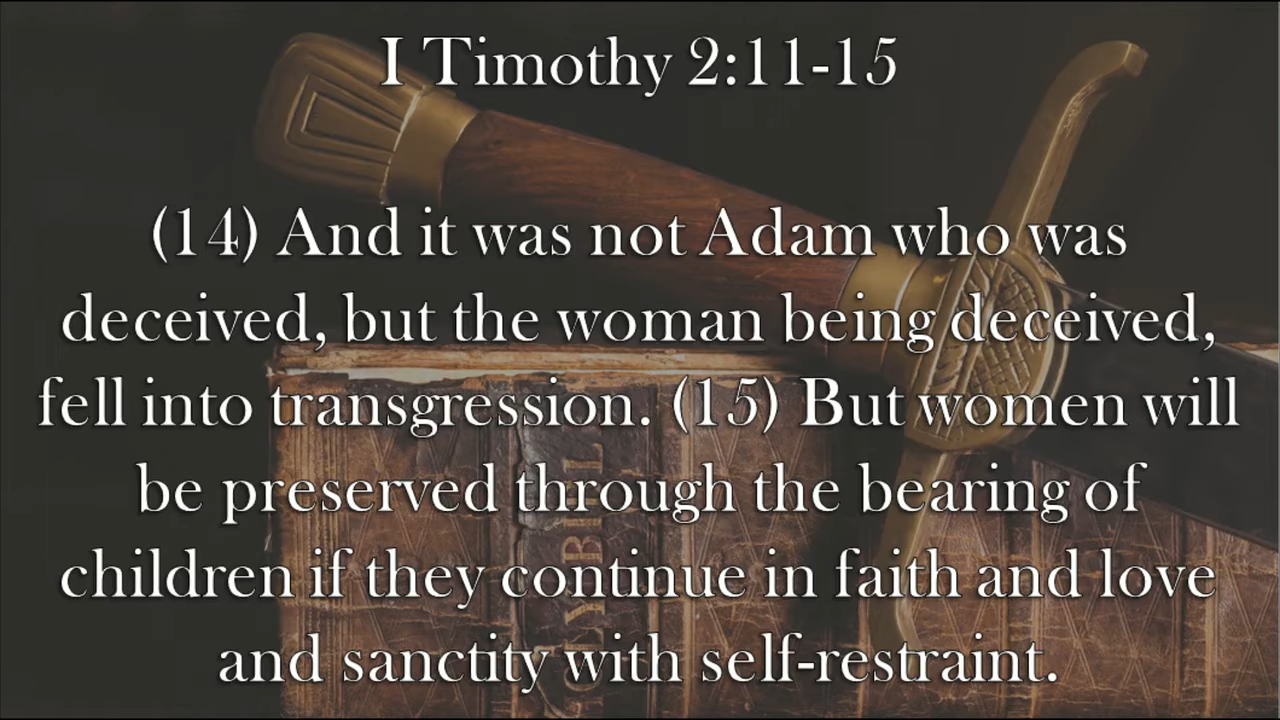 I Timothy 2:11-15
(14) And it was not Adam who was
deceived, but the woman being deceived,
fell into transgression. (15) But women will
be preserved through the bearing of
children if they continue in faith and love
and sanctity with self-restraint.